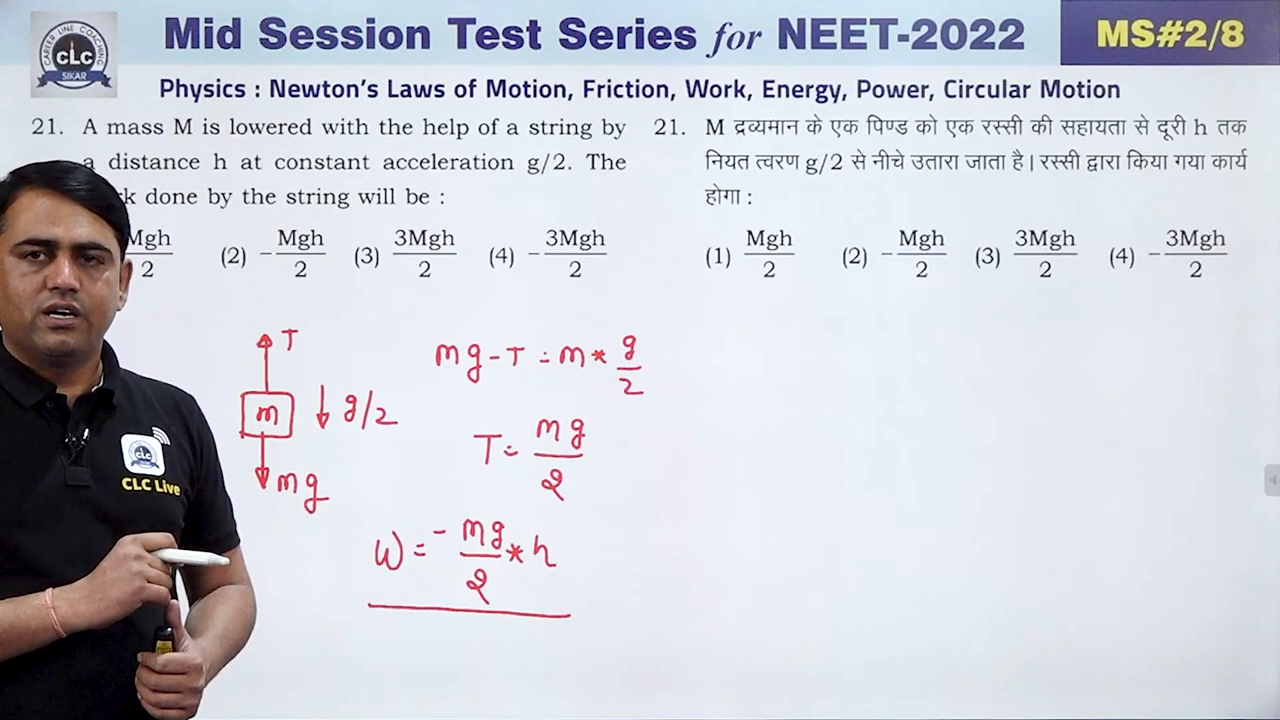 CAREER LINE COACHING
CLC
SIKAR
Mid Session Test Series for NEET-2022
MS#2/8
Physics : Newton's Laws of Motion, Friction, Work, Energy, Power, Circular Motion
21. A mass M is lowered with the help of a string by
a distance h at constant acceleration g/2. The
k done by the string will be :
Mgh/2 (2) -Mgh/2 (3) 3Mgh/2 (4) -3Mgh/2
21. M द्रव्यमान के एक पिण्ड को एक रस्सी की सहायता से दूरी h तक
नियत त्वरण g/2 से नीचे उतारा जाता है। रस्सी द्वारा किया गया कार्य
होगा :
(1) Mgh/2 (2) -Mgh/2 (3) 3Mgh/2 (4) -3Mgh/2
T
m
g/2
mg
mg-T = m * g/2
T = mg/2
W = -mg/2 * h
CLC
CLC Live